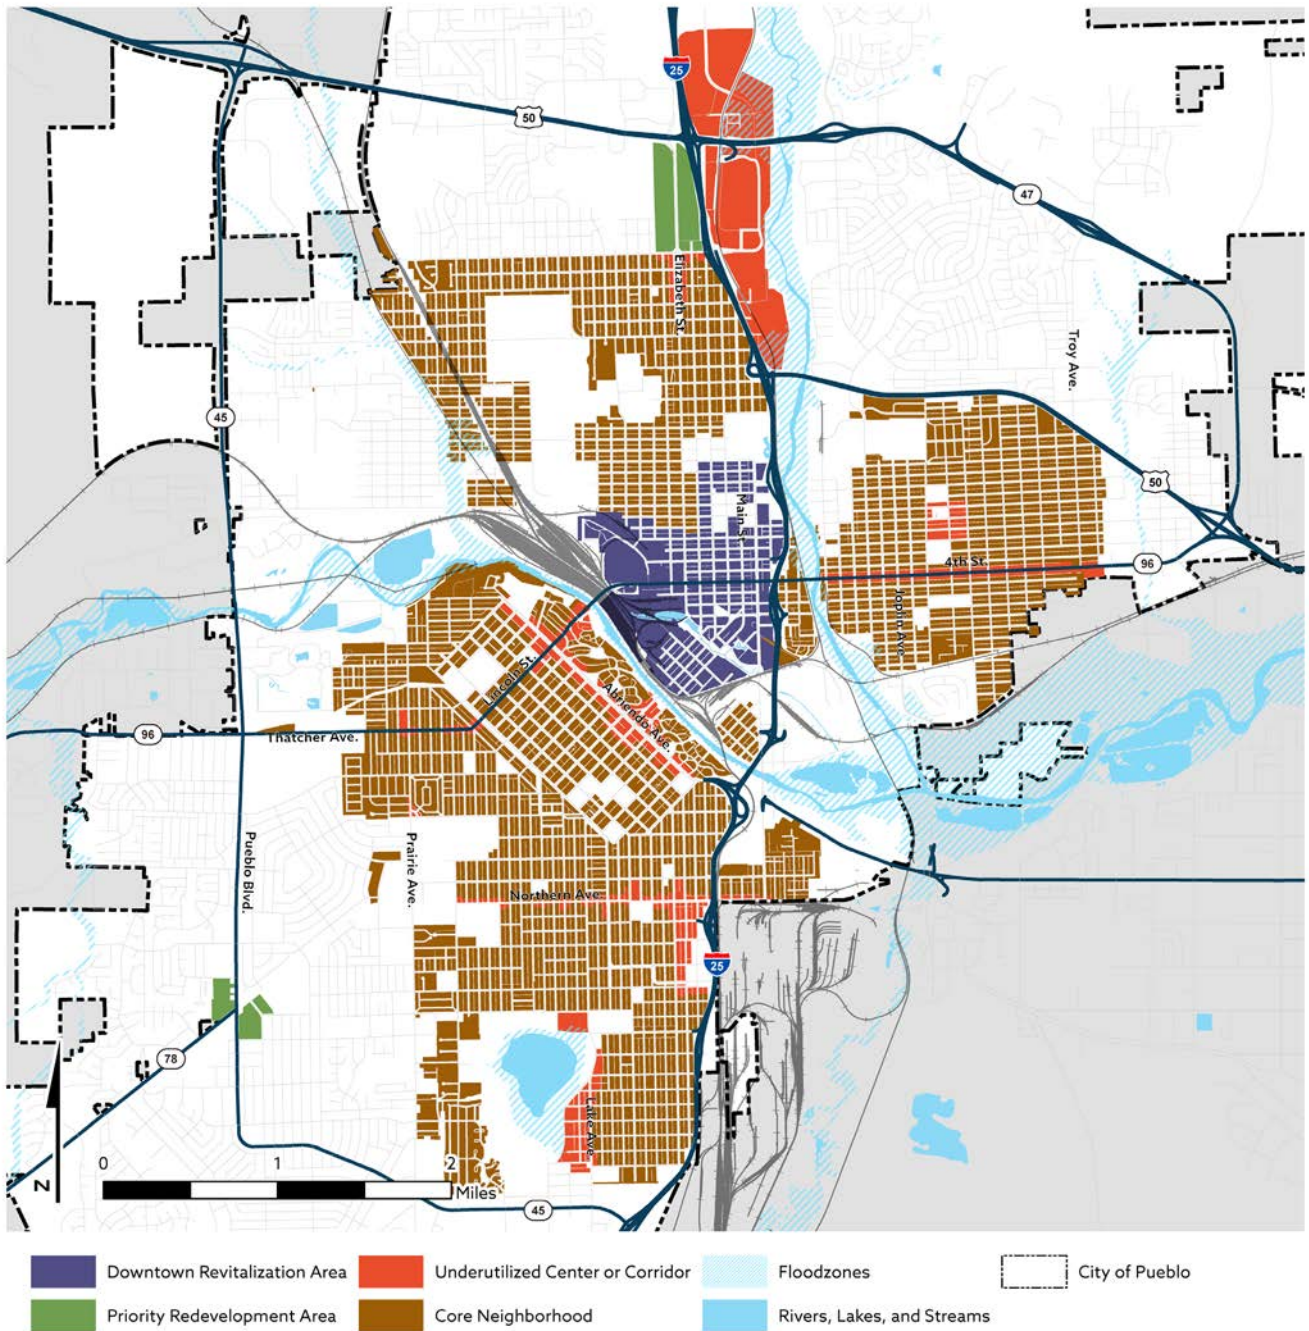 25
50
47
Elizabeth St.
Troy Ave.
45
50
Main St.
4th St.
96
Joplin Ave.
Lincoln St.
Abriendo Ave.
96
Thatcher Ave.
Pueblo Blvd.
Prairie Ave.
Northern Ave.
25
78
Lake Ave.
N
0 1 2
Miles
45
Downtown Revitalization Area
Underutilized Center or Corridor
Floodzones
City of Pueblo
Priority Redevelopment Area
Core Neighborhood
Rivers, Lakes, and Streams